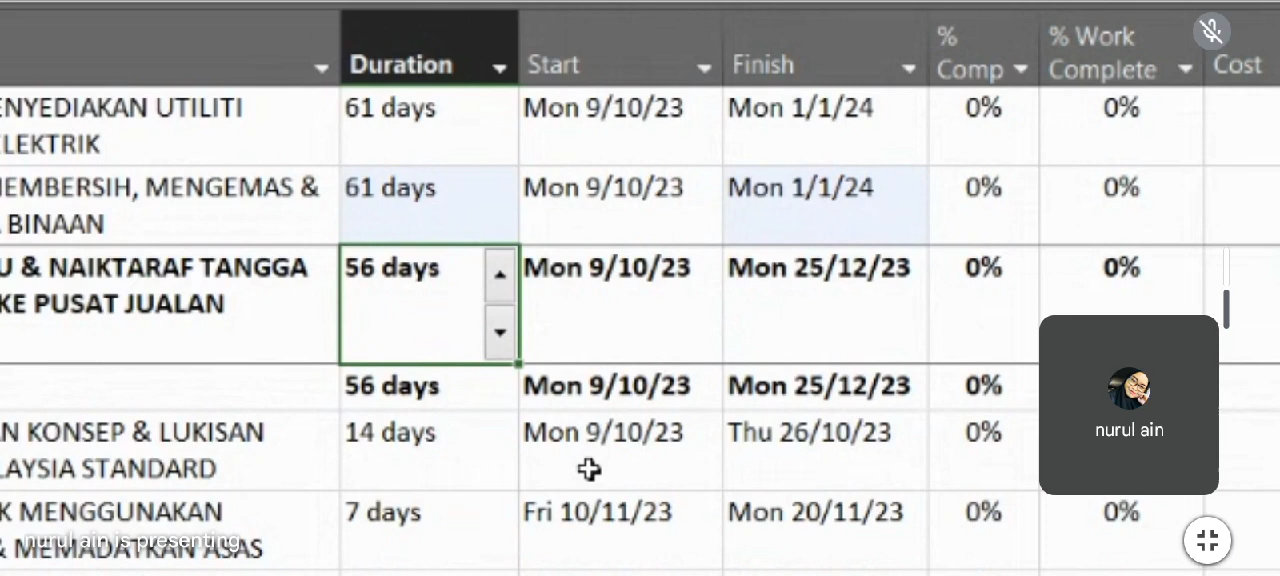 %
% Work
Duration Start Finish Comp Complete Cost
ENYEDIAKAN UTILITI 61 days Mon 9/10/23 Mon 1/1/24 0% 0%
LEKTRIK
MEMBERSIH, MENGEMAS & 61 days Mon 9/10/23 Mon 1/1/24 0% 0%
BINAAN
U & NAIKTARAF TANGGA 56 days Mon 9/10/23 Mon 25/12/23 0% 0%
KE PUSAT JUALAN
56 days Mon 9/10/23 Mon 25/12/23 0%
N KONSEP & LUKISAN 14 days Mon 9/10/23 Thu 26/10/23 0%
LAYSIA STANDARD
nurul ain
K MENGGUNAKAN 7 days Fri 10/11/23 Mon 20/11/23 0% 0%
& MEMADATKAN ASAS
nurul ain is presenting